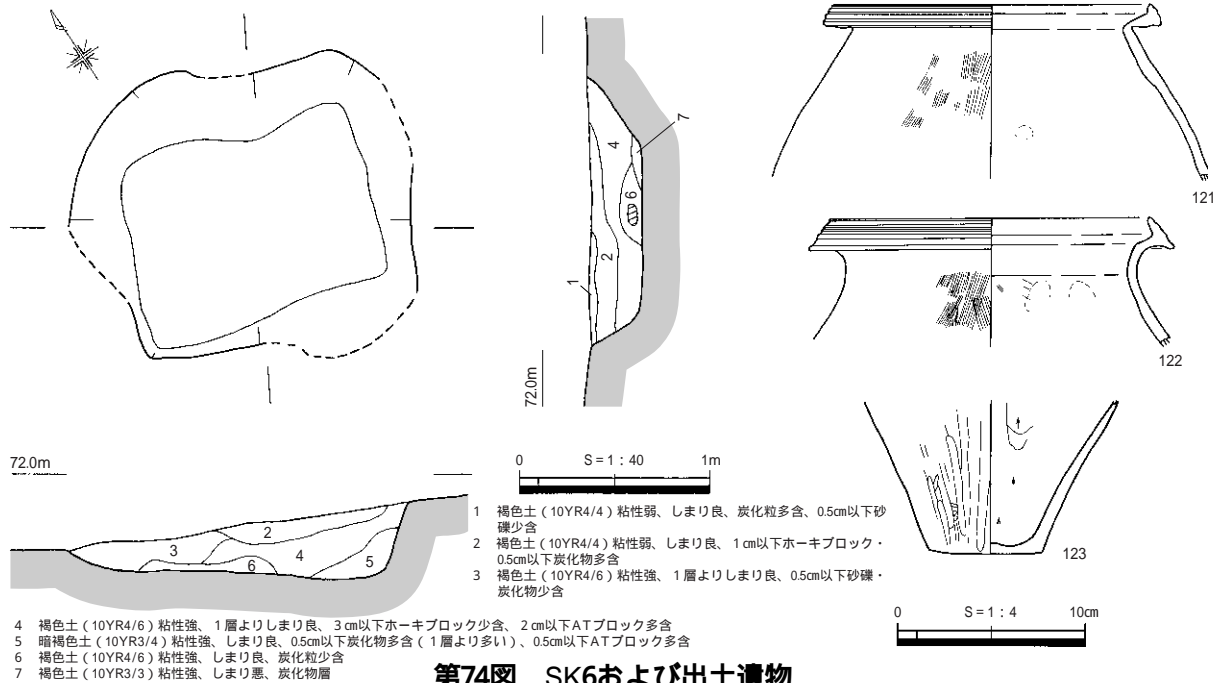 121
7
4
6
2
1
72.0m
122
72.0m
0 S=1:40 1m
2
3
4
5
6
1 褐色土(10YR4/4)粘性弱、しまり良、炭化粒多含、0.5㎝以下砂
礫少含
2 褐色土(10YR4/4)粘性弱、しまり良、1㎝以下ホーキブロック・
0.5㎝以下炭化物多含
3 褐色土(10YR4/6)粘性強、1層よりしまり良、0.5㎝以下砂礫・
炭化物少含
123
0 S=1:4 10㎝
4 褐色土(10YR4/6)粘性強、1層よりしまり良、3㎝以下ホーキブロック少含、2㎝以下ATブロック多含
5 暗褐色土(10YR3/4)粘性強、しまり良、0.5㎝以下炭化物多含(1層より多い)、0.5㎝以下ATブロック多含
6 褐色土(10YR4/6)粘性強、しまり良、炭化粒少含
7 褐色土(10YR3/3)粘性強、しまり悪、炭化物層
第74図 SK6および出土遺物